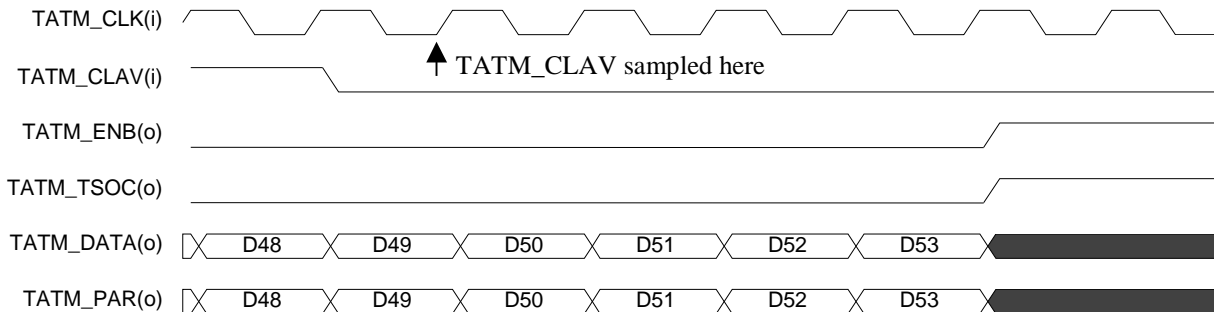 TATM_CLK(i)
TATM_CLAV sampled here
TATM_CLAV(i)
TATM_ENB(o)
TATM_TSOC(o)
TATM_DATA(o) D48 D49 D50 D51 D52 D53
TATM_PAR(o) D48 D49 D50 D51 D52 D53